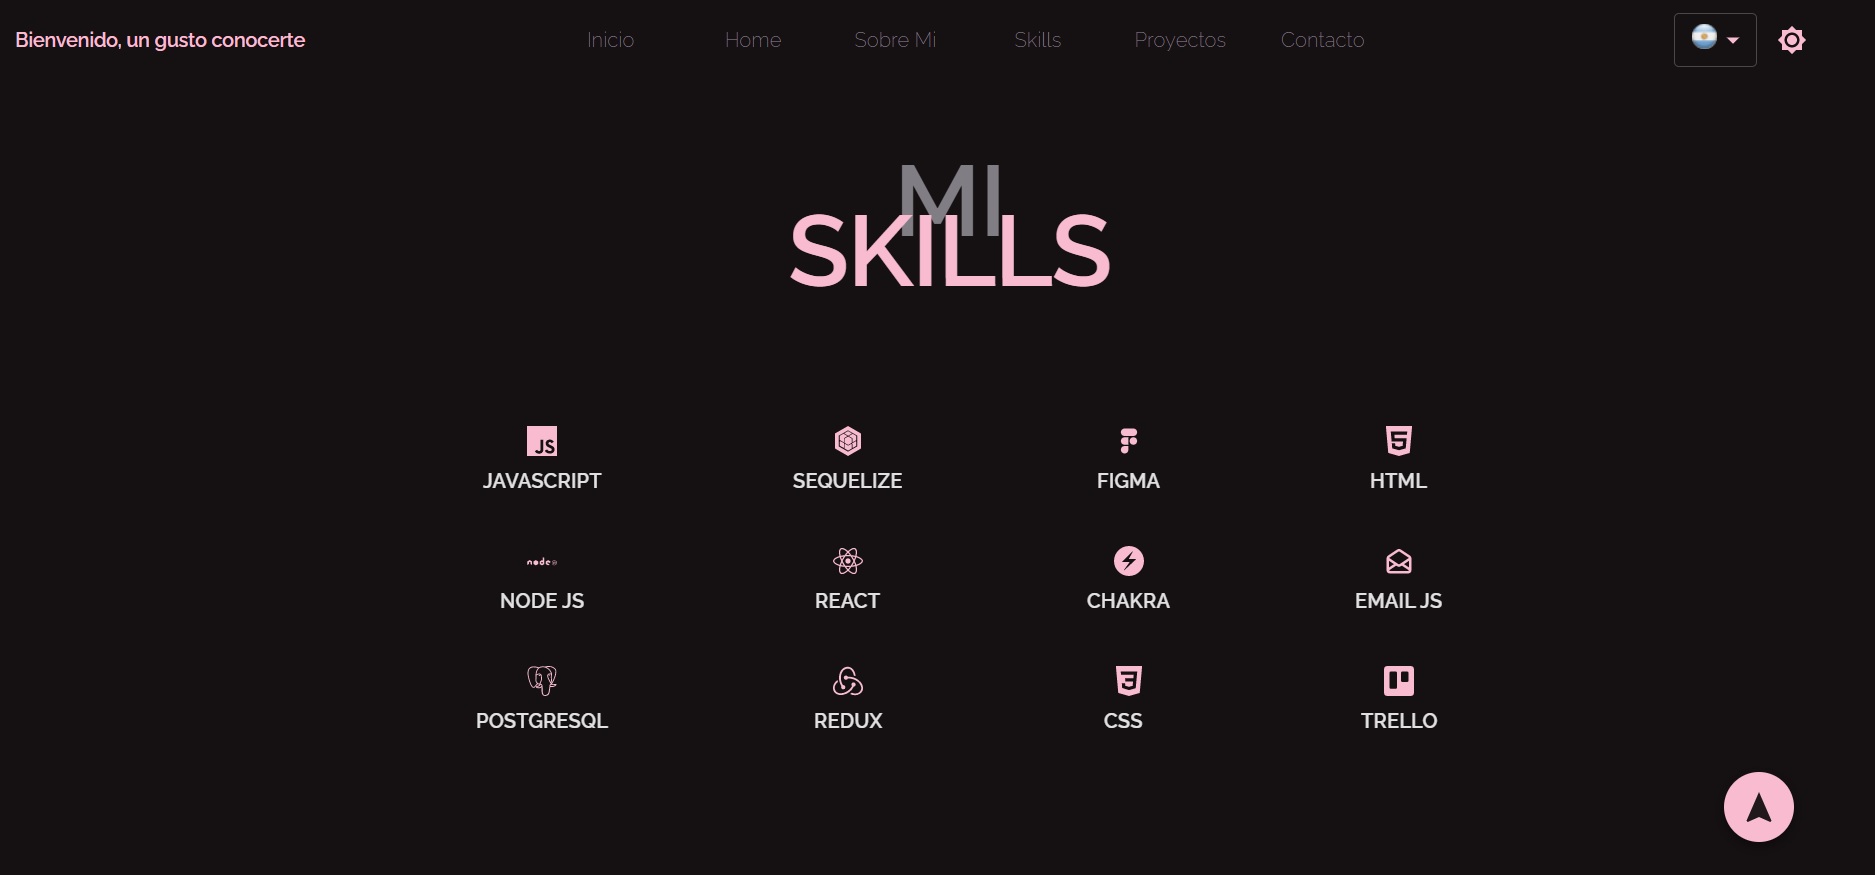 Bienvenido, un gusto conocerte
Inicio Home Sobre Mi Skills Proyectos Contacto
MI
SKILLS
JS
JAVASCRIPT SEQUELIZE FIGMA HTML
node
NODE JS REACT CHAKRA EMAIL JS
POSTGRESQL REDUX CSS TRELLO